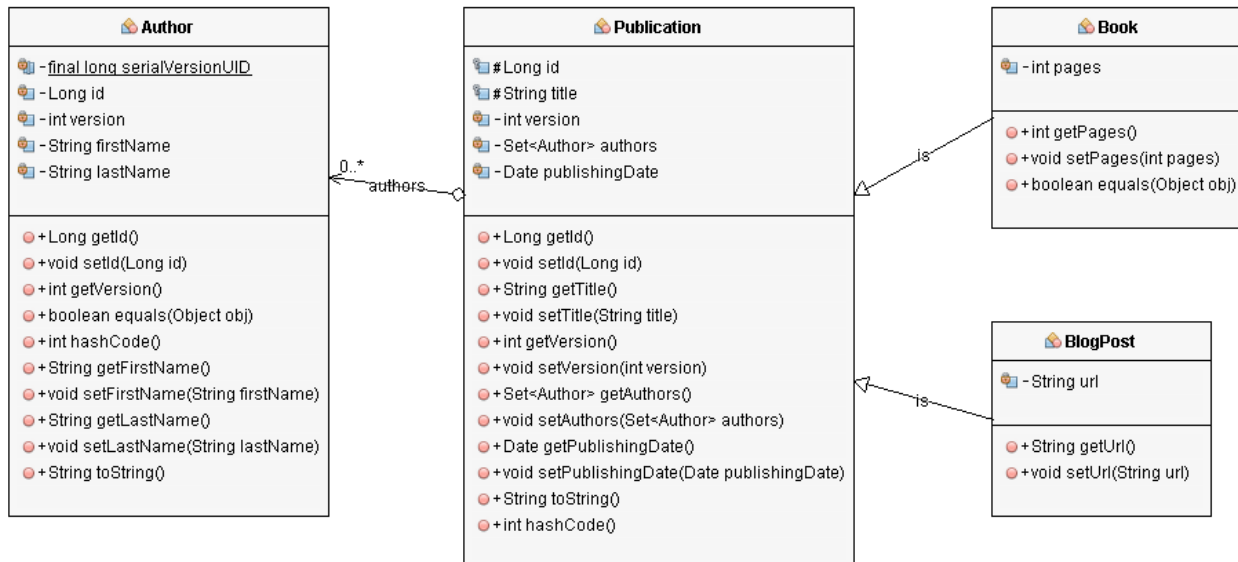 Author
-final long serialVersionUID
-Long id
-int version
-String firstName
-String lastName
+Long getId()
+void setId(Long id)
+int getVersion()
+boolean equals(Object obj)
+int hashCode()
+String getFirstName()
+void setFirstName(String firstName)
+String getLastName()
+void setLastName(String lastName)
+String toString()
0..*
authors
Publication
#Long id
#String title
-int version
-Set<Author> authors
-Date publishingDate
+Long getId()
+void setId(Long id)
+String getTitle()
+void setTitle(String title)
+int getVersion()
+void setVersion(int version)
+Set<Author> getAuthors()
+void setAuthors(Set<Author> authors)
+Date getPublishingDate()
+void setPublishingDate(Date publishingDate)
+String toString()
+int hashCode()
is
is
Book
-int pages
+int getPages()
+void setPages(int pages)
+boolean equals(Object obj)
BlogPost
-String url
+String getUrl()
+void setUrl(String url)